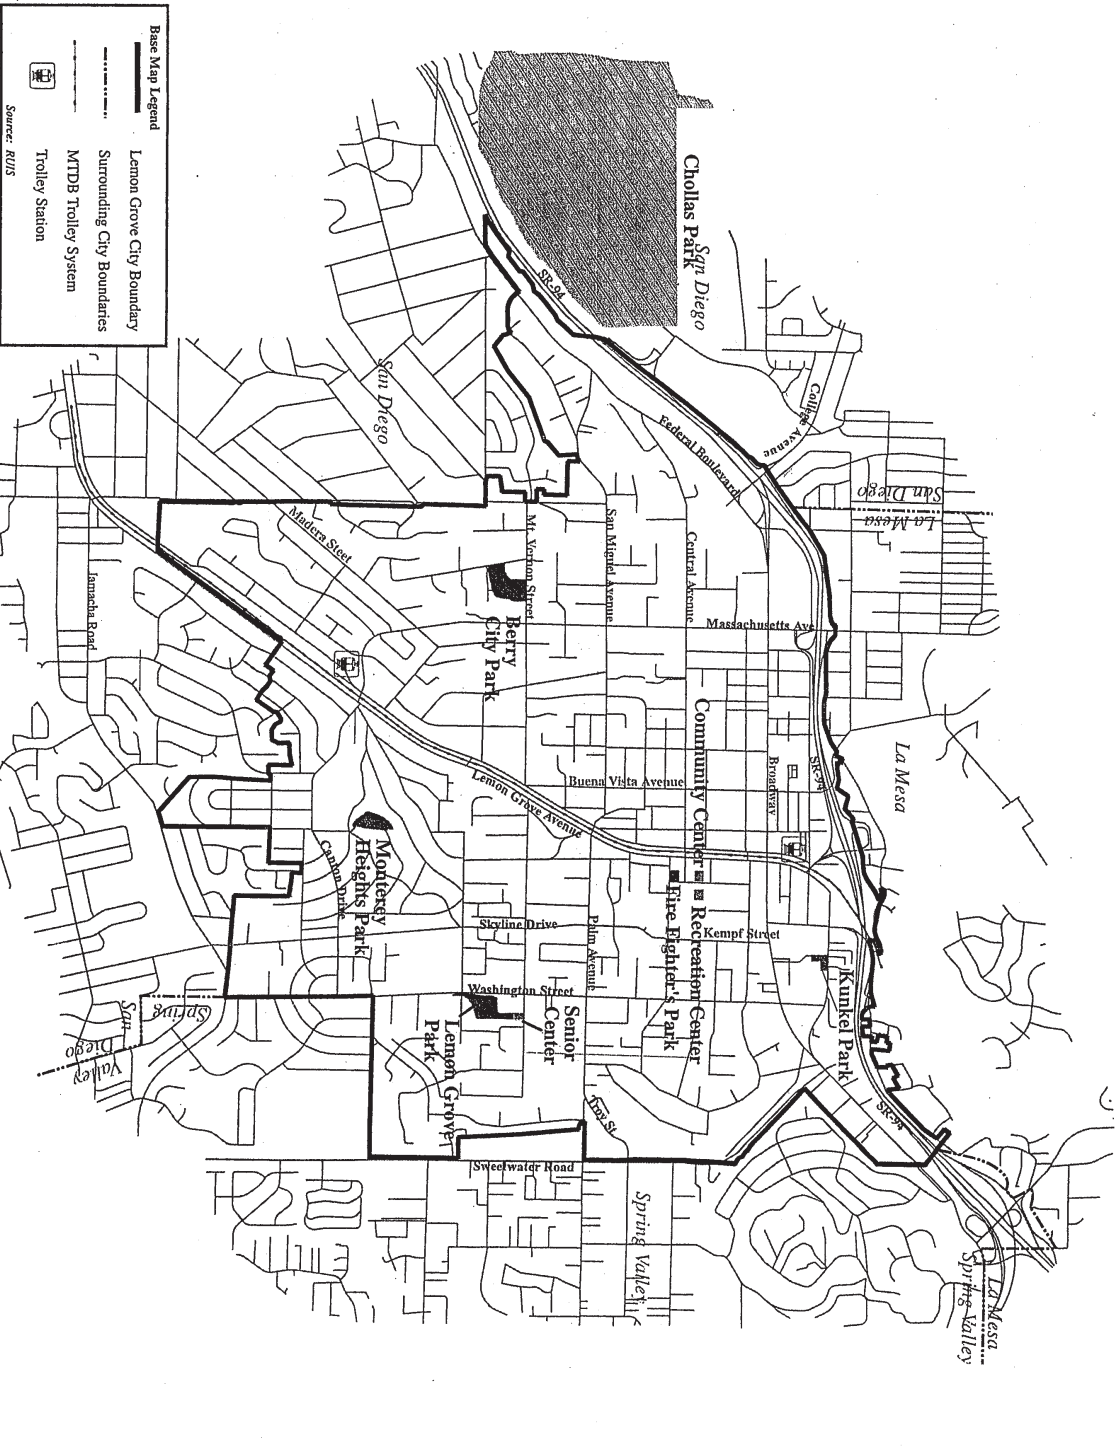 Chollas Park
San Diego
SR-94
College Avenue
Federal Boulevard
San Diego
La Mesa
San Diego
Madera Steet
Mt. Vernon Street
San Miguel Avenue
Central Avenue
Massachusetts Ave
Jamacha Road
Berry
City Park
La Mesa
SR-94
Broadway
Buena Vista Avenue
Lemon Grove Avenue
Community Center
Recreation Center
Fire Fighter's Park
Monterey
Heights Park
Canton Drive
Skyline Drive
Palm Avenue
Kempf Street
Kunkel Park
Washington Street
Senior
Center
Lemon Grove
Park
Spring
Valley
San
Diego
Troy St
SR-94
Sweetwater Road
Spring Valley
La Mesa
Spring Valley
Base Map Legend
Lemon Grove City Boundary
Surrounding City Boundaries
MTDB Trolley System
Trolley Station
Source: RUIS